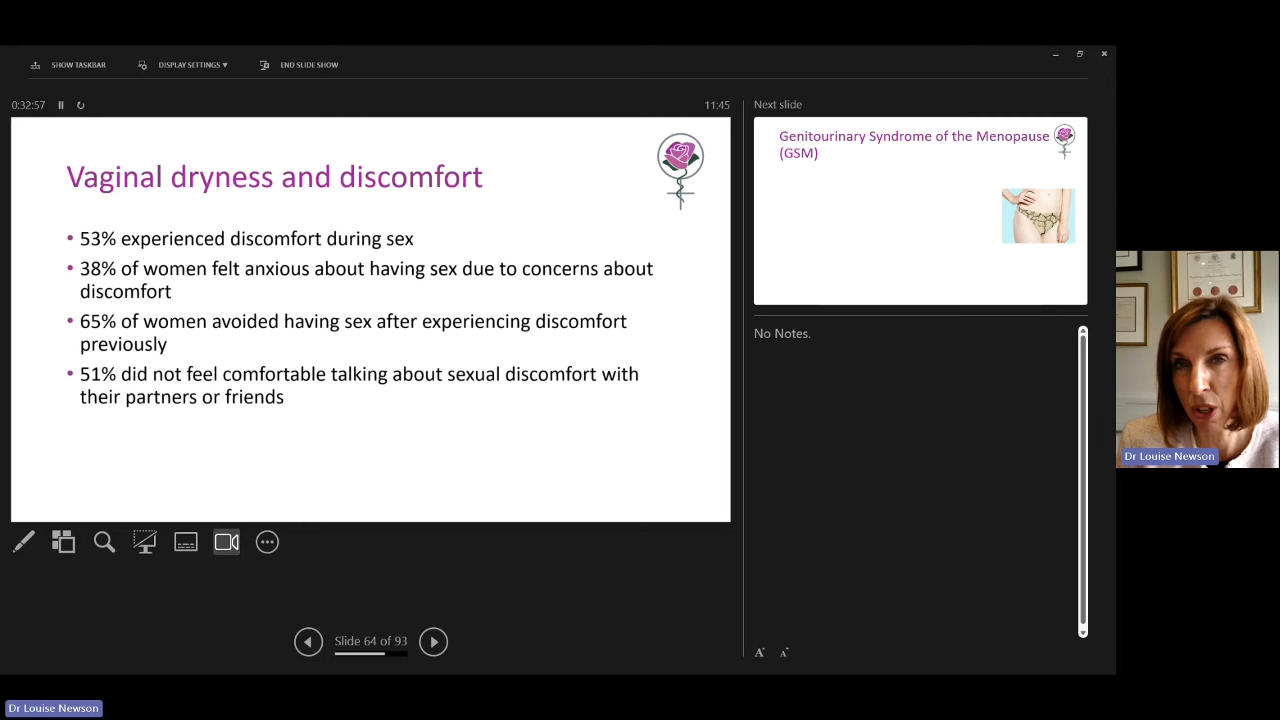 SHOW TASKBAR
DISPLAY SETTINGS ▾
END SLIDE SHOW
0:32:57
11:45
Vaginal dryness and discomfort
• 53% experienced discomfort during sex
• 38% of women felt anxious about having sex due to concerns about
discomfort
• 65% of women avoided having sex after experiencing discomfort
previously
• 51% did not feel comfortable talking about sexual discomfort with
their partners or friends
Slide 64 of 93
Next slide
Genitourinary Syndrome of the Menopause
(GSM)
No Notes.
A A
Dr Louise Newson
Dr Louise Newson